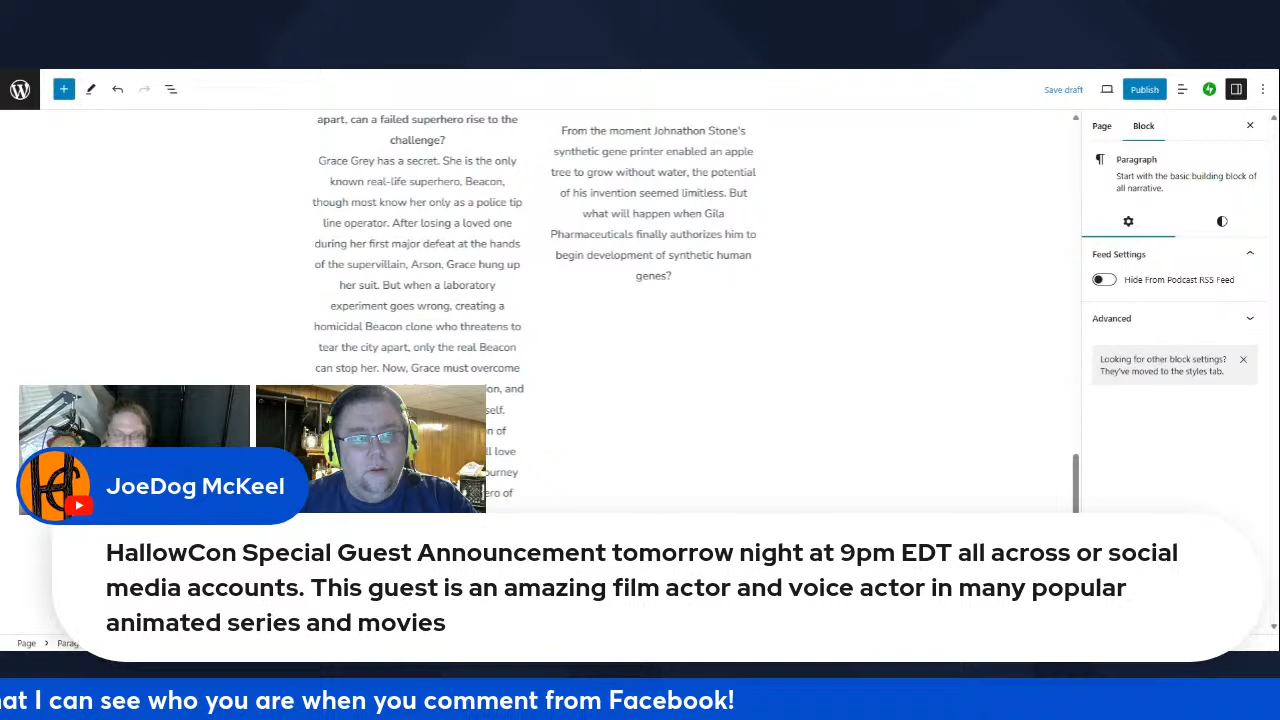 Save draft
Publish
apart, can a failed superhero rise to the
challenge?
Grace Grey has a secret. She is the only
known real-life superhero, Beacon,
though most know her only as a police tip
line operator. After losing a loved one
during her first major defeat at the hands
of the supervillain, Arson, Grace hung up
her suit. But when a laboratory
experiment goes wrong, creating a
homicidal Beacon clone who threatens to
tear the city apart, only the real Beacon
can stop her. Now, Grace must overcome
and
self.
of
love
ero of
From the moment Johnathon Stone's
synthetic gene printer enabled an apple
tree to grow without water, the potential
of his invention seemed limitless. But
what will happen when Gila
Pharmaceuticals finally authorizes him to
begin development of synthetic human
genes?
Page
Block
Paragraph
Start with the basic building block of
all narrative.
Feed Settings
Hide From Podcast RSS Feed
Advanced
Looking for other block settings?
They've moved to the styles tab.
JoeDog McKeel
HallowCon Special Guest Announcement tomorrow night at 9pm EDT all across or social
media accounts. This guest is an amazing film actor and voice actor in many popular
animated series and movies
Page > Parag
at I can see who you are when you comment from Facebook!